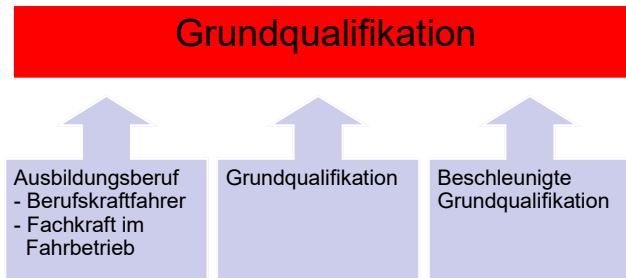 Grundqualifikation
Ausbildungsberuf
- Berufskraftfahrer
- Fachkraft im
Fahrbetrieb
Grundqualifikation
Beschleunigte
Grundqualifikation